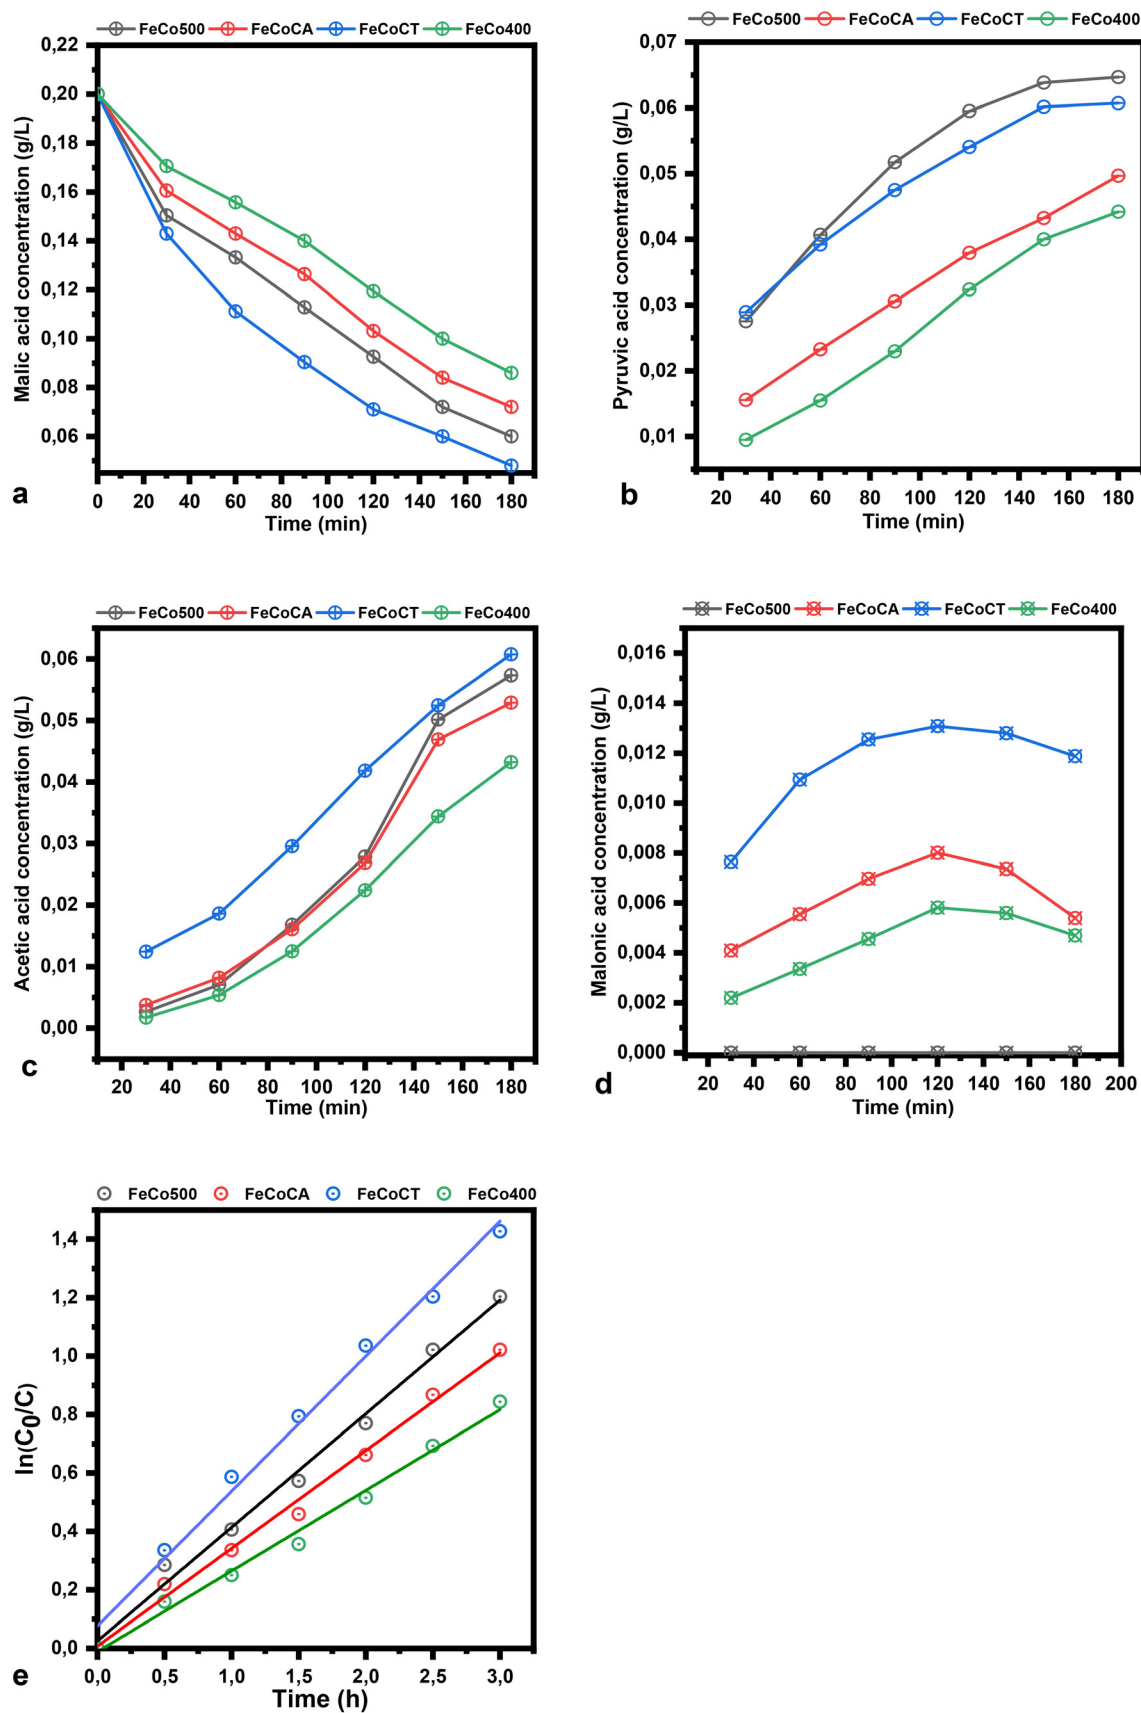 FeCo500 FeCoCA FeCoCT FeCo400
0,22
0,20
0,18
0,16
0,14
0,12
0,10
0,08
0,06
Malic acid concentration (g/L)
0 20 40 60 80 100 120 140 160 180
Time (min)
a
FeCo500 FeCoCA FeCoCT FeCo400
0,07
0,06
0,05
0,04
0,03
0,02
0,01
Pyruvic acid concentration (g/L)
20 40 60 80 100 120 140 160 180
Time (min)
b
FeCo500 FeCoCA FeCoCT FeCo400
0,06
0,05
0,04
0,03
0,02
0,01
0,00
Acetic acid concentration (g/L)
20 40 60 80 100 120 140 160 180
Time (min)
c
FeCo500 FeCoCA FeCoCT FeCo400
0,016
0,014
0,012
0,010
0,008
0,006
0,004
0,002
0,000
Malonic acid concentration (g/L)
20 40 60 80 100 120 140 160 180 200
Time (min)
d
FeCo500 FeCoCA FeCoCT FeCo400
1,4
1,2
1,0
0,8
0,6
0,4
0,2
0,0
ln(C0/C)
0,0 0,5 1,0 1,5 2,0 2,5 3,0
Time (h)
e